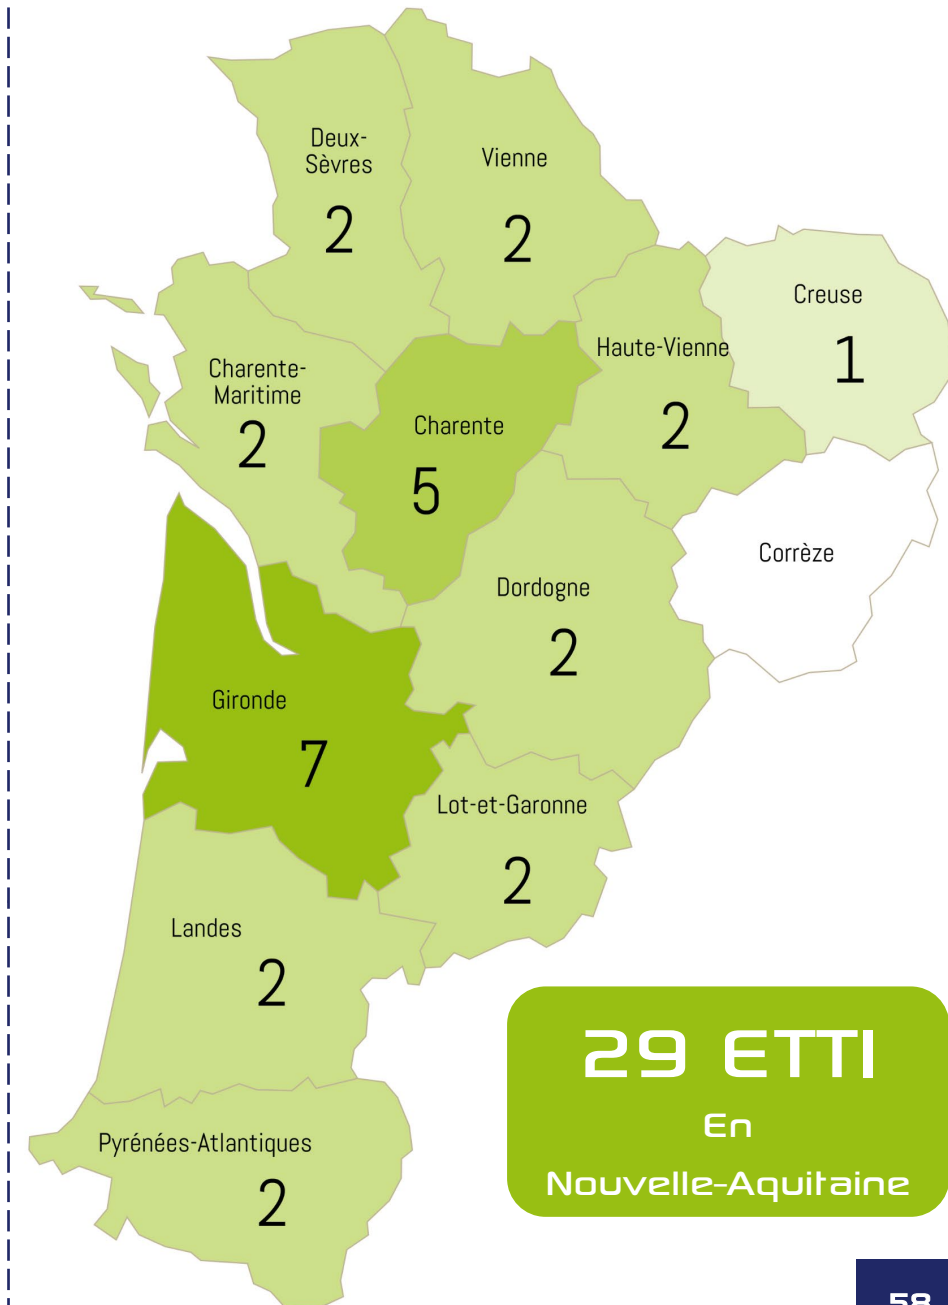 Deux-
Sèvres
2
Vienne
2
Creuse
1
Haute-Vienne
2
Charente-
Maritime
2
Charente
5
Corrèze
Dordogne
2
Gironde
7
Lot-et-Garonne
2
Landes
2
Pyrénées-Atlantiques
2
29 ETTI
En
Nouvelle-Aquitaine
58